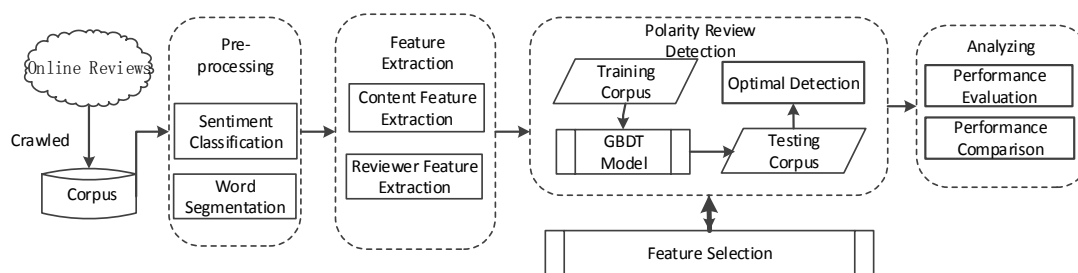 Online Reviews
Crawled
Corpus
Pre-
processing
Sentiment
Classification
Word
Segmentation
Feature
Extraction
Content Feature
Extraction
Reviewer Feature
Extraction
Polarity Review
Detection
Training
Corpus
Optimal Detection
GBDT
Model
Testing
Corpus
Feature Selection
Analyzing
Performance
Evaluation
Performance
Comparison